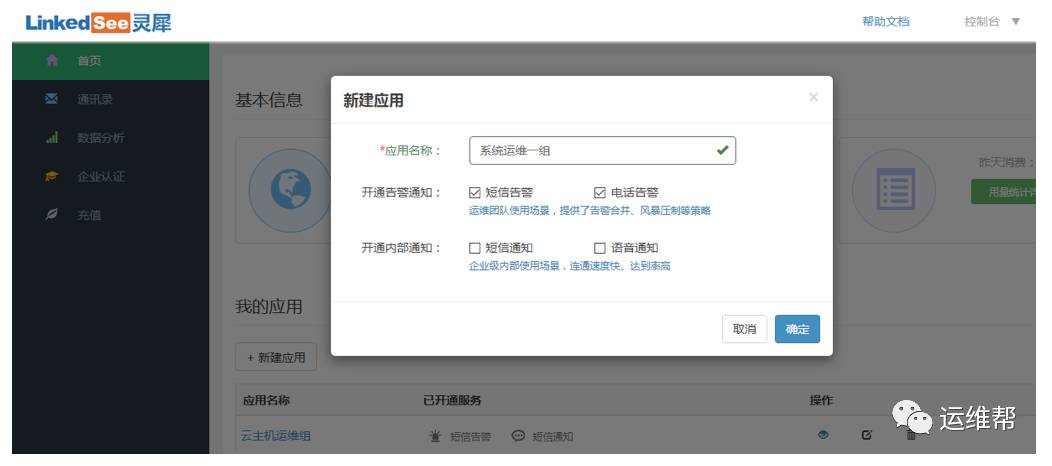 LinkedSee灵犀
帮助文档
控制台
首页
通讯录
数据分析
企业认证
充值
基本信息
昨天消费：
用量统计详
新建应用
×
*应用名称：
系统运维一组
开通告警通知：
短信告警
电话告警
运维团队使用场景，提供了告警合并、风暴压制等策略
开通内部通知：
短信通知
语音通知
企业级内部使用场景，连通速度快、达到率高
取消
确定
我的应用
+ 新建应用
应用名称
已开通服务
操作
云主机运维组
短信告警
短信通知
运维帮